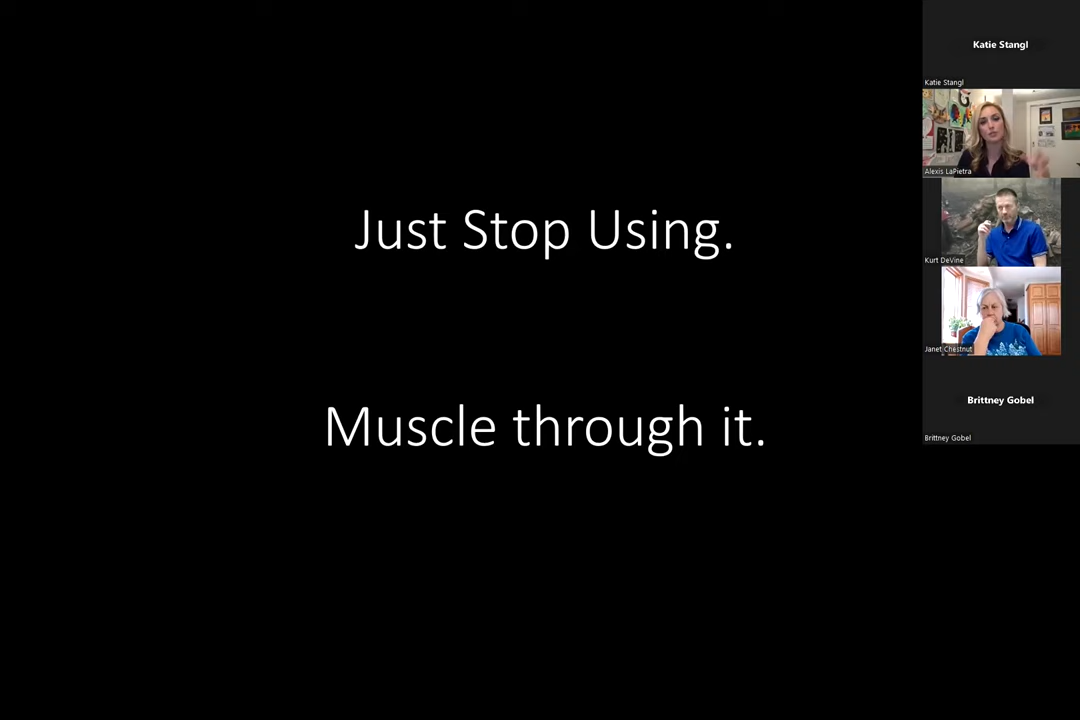 Just Stop Using.
Muscle through it.
Katie Stangl
Katie Stangl
Alexis LaPietra
Kurt DeVine
Janet Chestnut
Brittney Gobel
Brittney Gobel